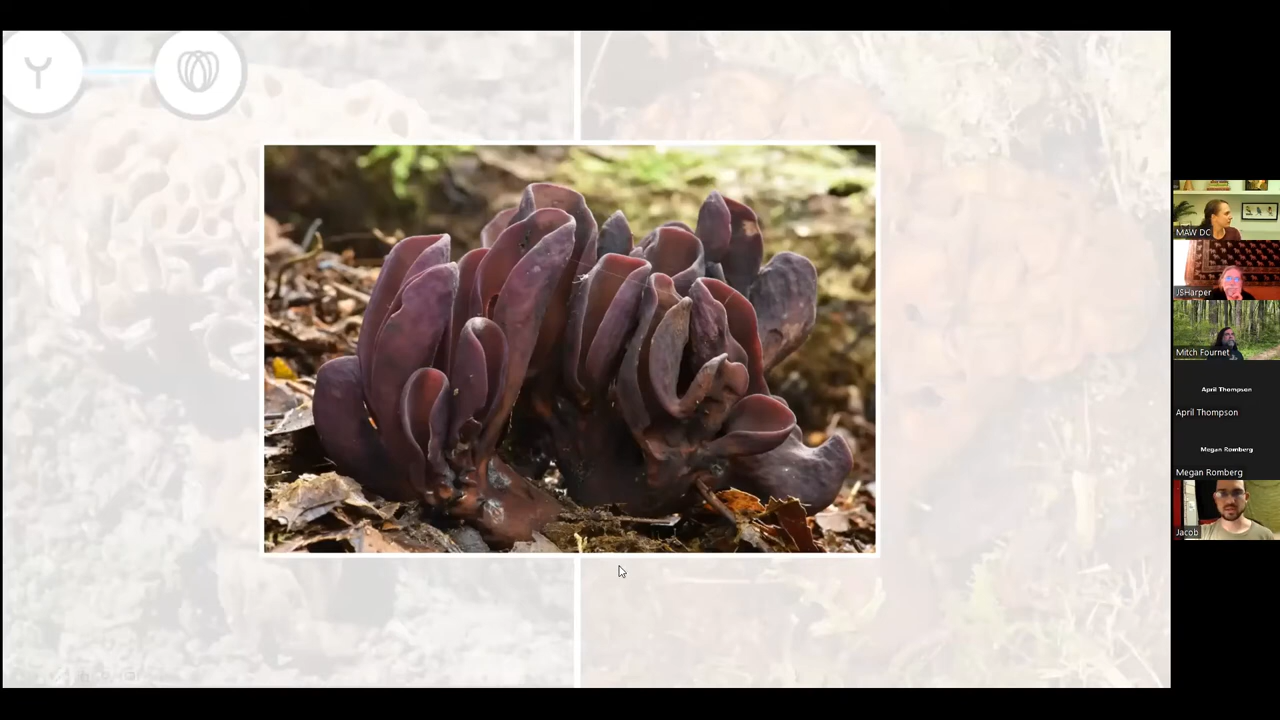 MAW DC
JSHarper
Mitch Fournet
April Thompson
April Thompson
Megan Romberg
Megan Romberg
Jacob